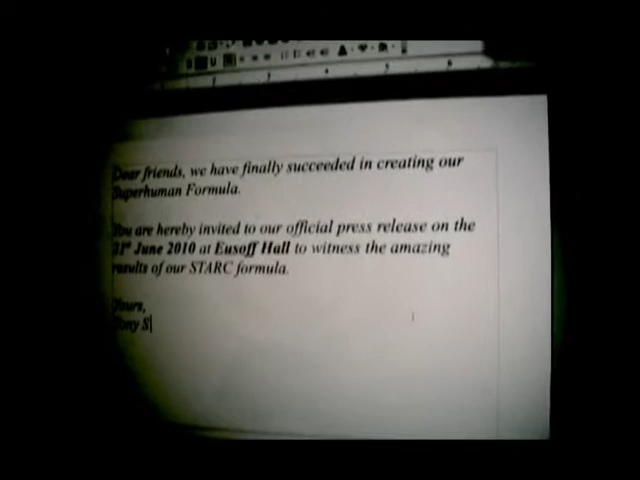 Dear friends, we have finally succeeded in creating our
Superhuman Formula.
You are hereby invited to our official press release on the
31st June 2010 at Eusoff Hall to witness the amazing
results of our STARC formula.
Yours,
Tony S